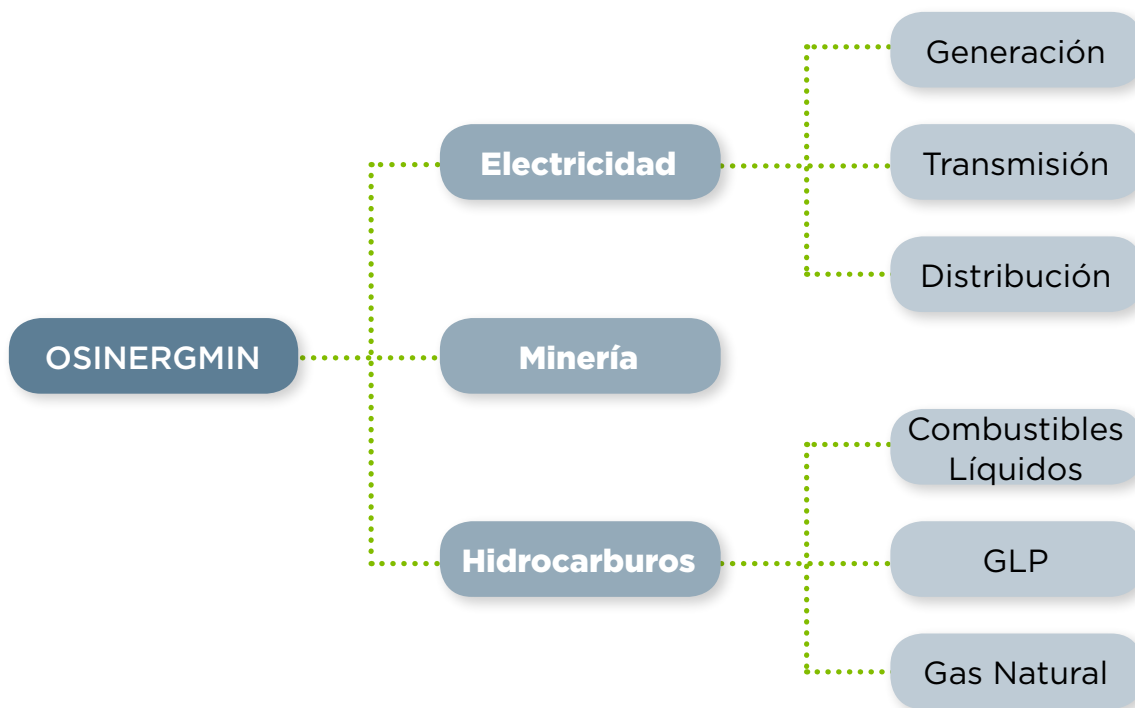 OSINERGMIN
Electricidad
Generación
Transmisión
Distribución
Minería
Hidrocarburos
Combustibles
Líquidos
GLP
Gas Natural